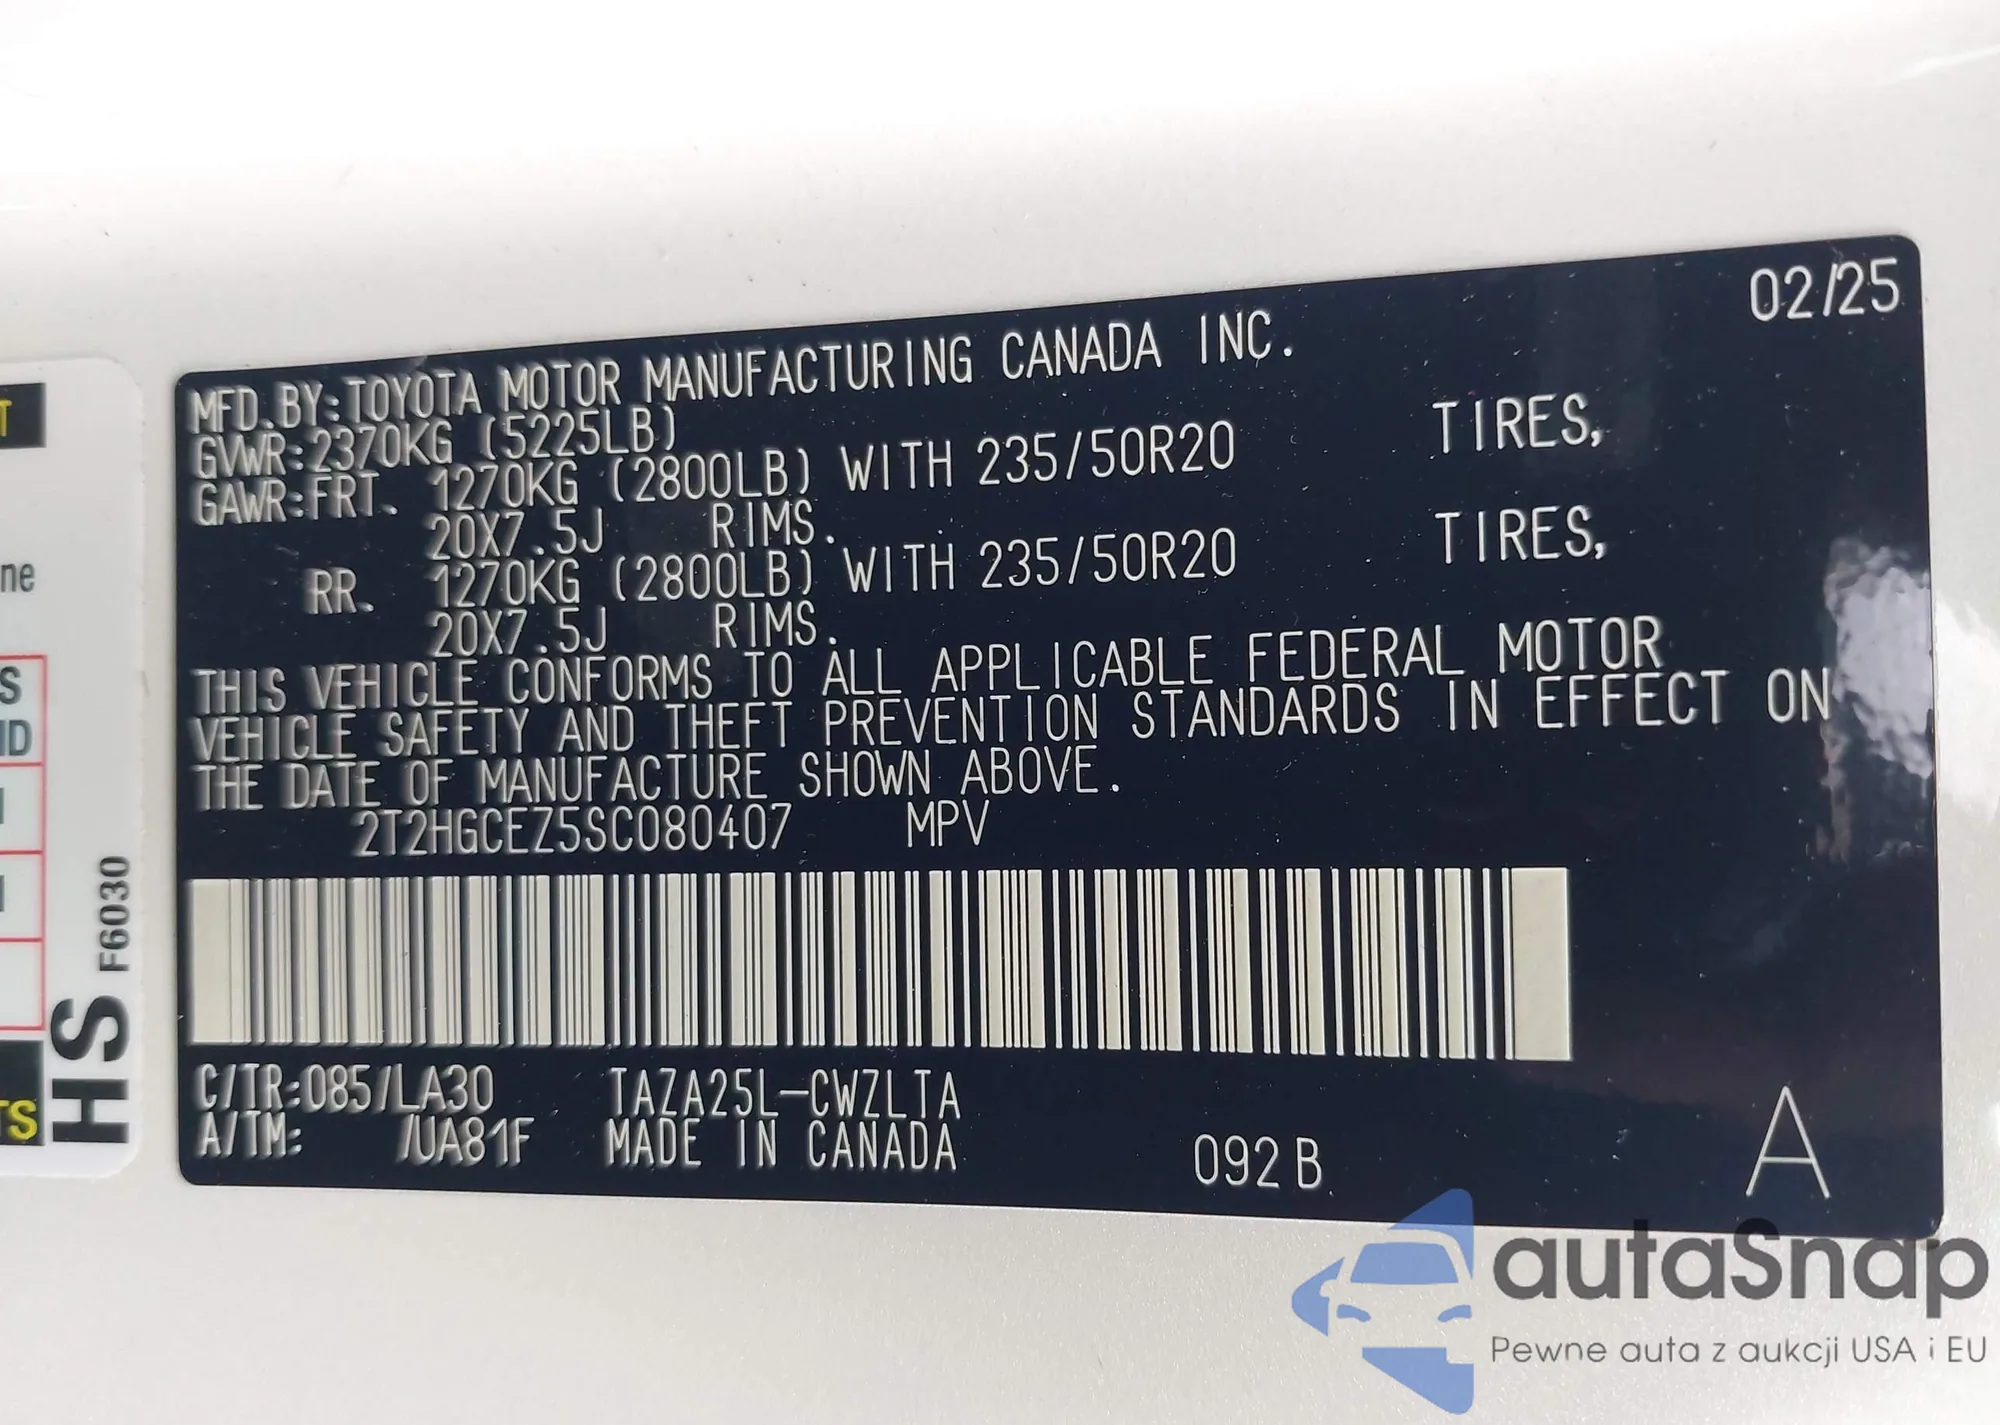 02/25
MFD.BY:TOYOTA MOTOR MANUFACTURING CANADA INC.
GVWR:2370KG (5225LB)
GAWR:FRT. 1270KG (2800LB) WITH 235/50R20 TIRES,
20X7.5J RIMS.
RR. 1270KG (2800LB) WITH 235/50R20 TIRES,
20X7.5J RIMS.
THIS VEHICLE CONFORMS TO ALL APPLICABLE FEDERAL MOTOR
VEHICLE SAFETY AND THEFT PREVENTION STANDARDS IN EFFECT ON
THE DATE OF MANUFACTURE SHOWN ABOVE.
2T2HGCEZ5SC080407 MPV
C/TR:085/LA30 TAZA25L-CWZLTA
A/TM: /UA81F MADE IN CANADA 092B A
HS F6030
T
ne
S
ND
TS
autaSnap
Pewne auta z aukcji USA i EU